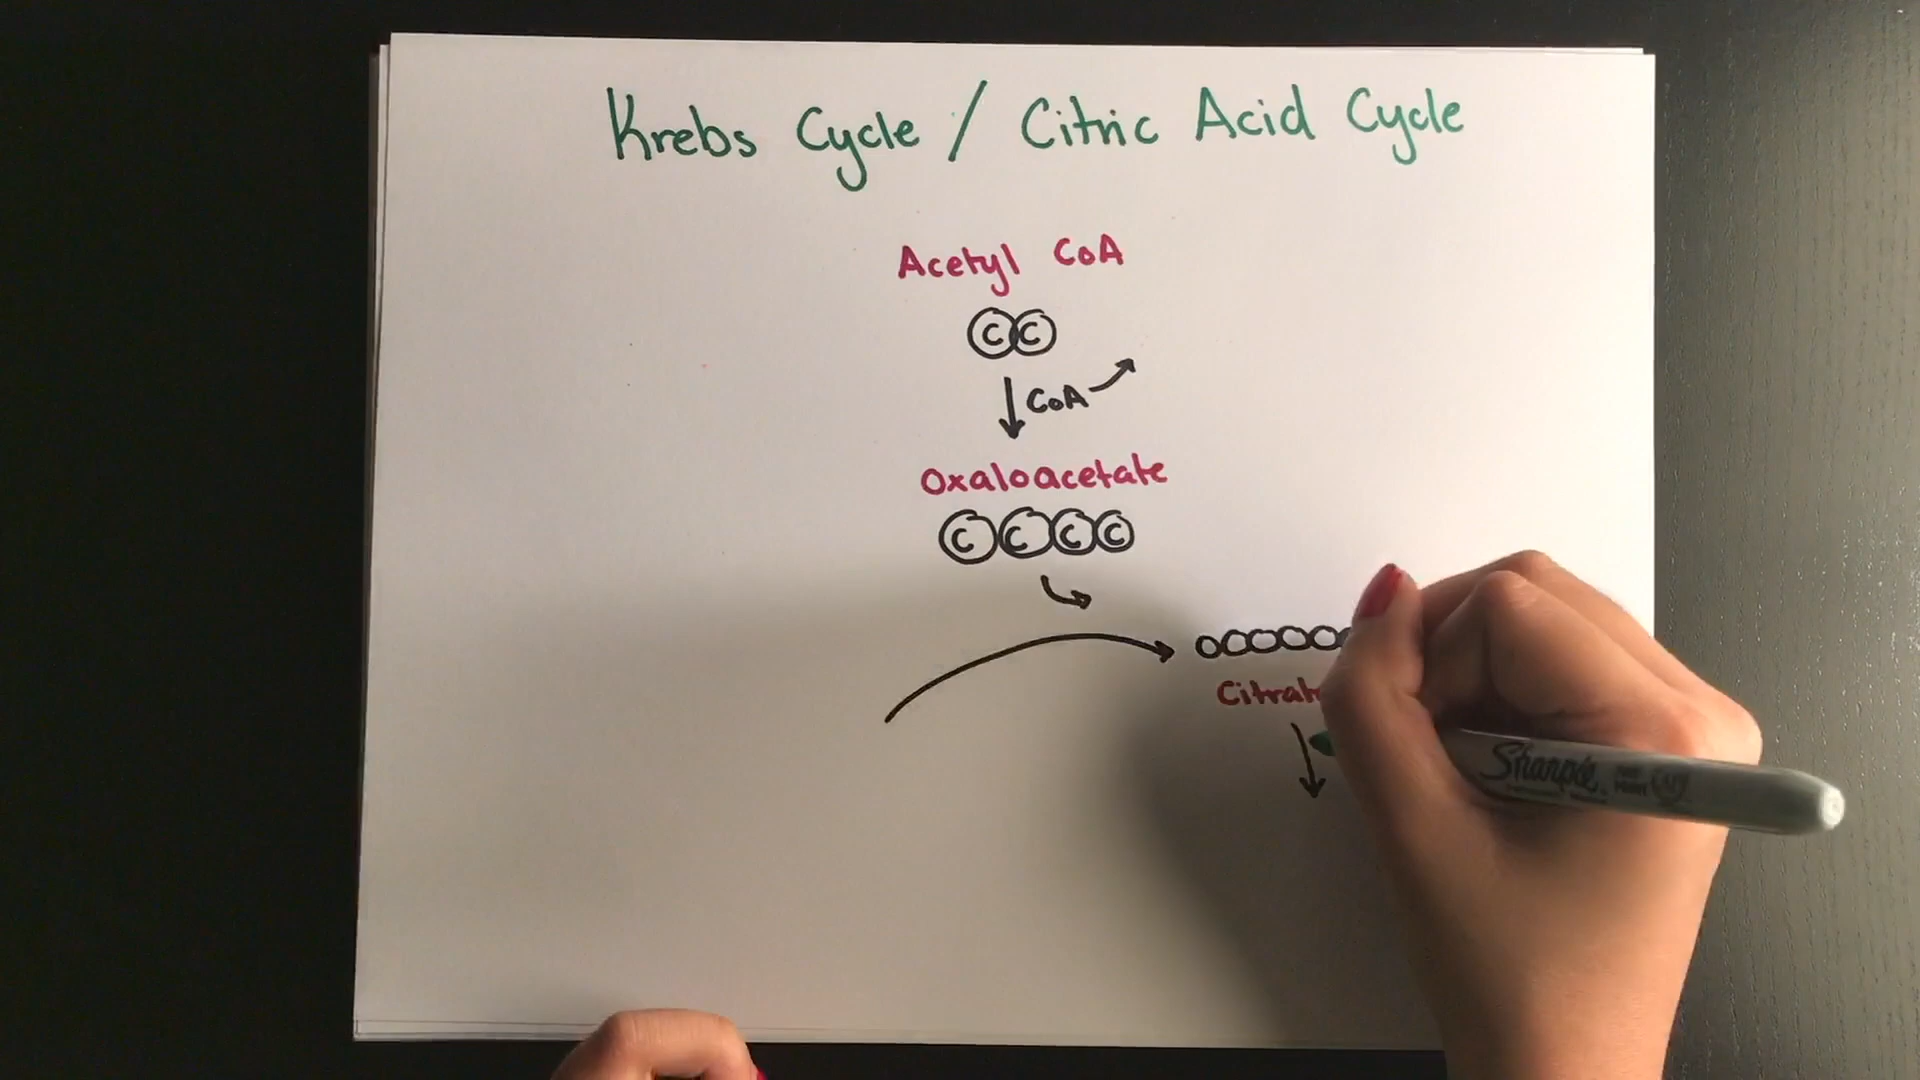 Krebs Cycle / Citric Acid Cycle
Acetyl CoA
C C
CoA
Oxaloacetate
C C C C
Sharpie